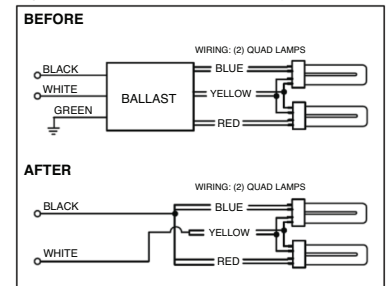 BEFORE
WIRING: (2) QUAD LAMPS
BLUE
BLACK
WHITE
BALLAST
YELLOW
GREEN
RED
AFTER
WIRING: (2) QUAD LAMPS
BLACK
BLUE
YELLOW
WHITE
RED